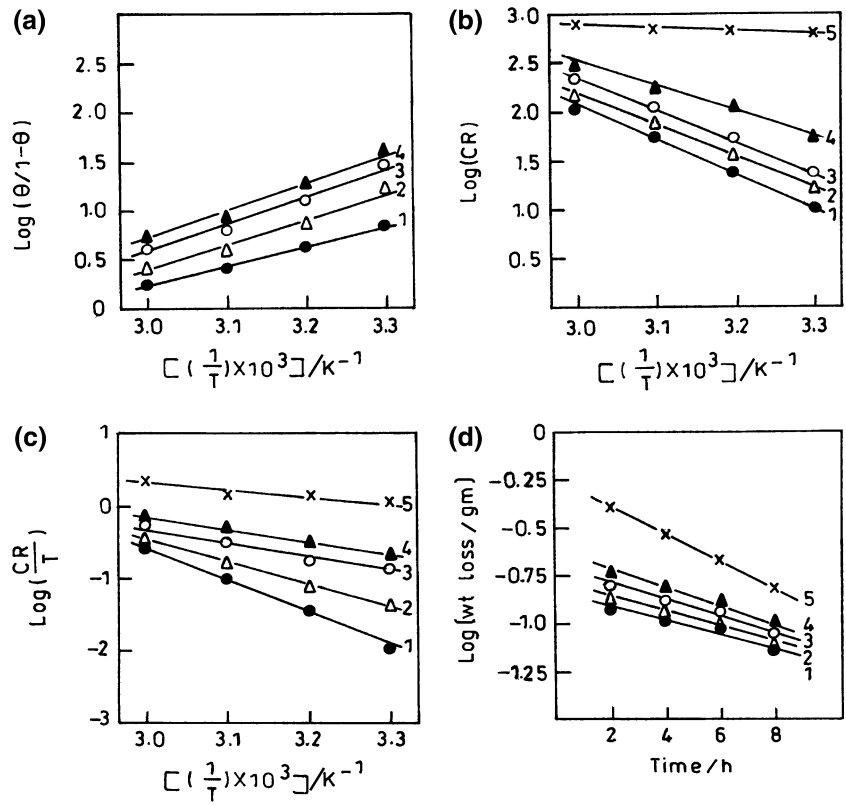 (a)
2.5
2.0
1.5
1.0
0.5
0
Log (θ/1-θ)
4
3
2
1
3.0 3.1 3.2 3.3
[(1/T)×10³]/K⁻¹
(b)
3.0
2.5
2.0
1.5
1.0
0.5
Log(CR)
5
4
3
2
1
3.0 3.1 3.2 3.3
[(1/T)×10³]/K⁻¹
(c)
1
0
-1
-2
-3
Log(CR/T)
5
4
3
2
1
3.0 3.1 3.2 3.3
[(1/T)×10³]/K⁻¹
(d)
0
-0.25
-0.5
-0.75
-1.0
-1.25
Log(wt loss/gm)
5
4
3
2
1
2 4 6 8
Time/h